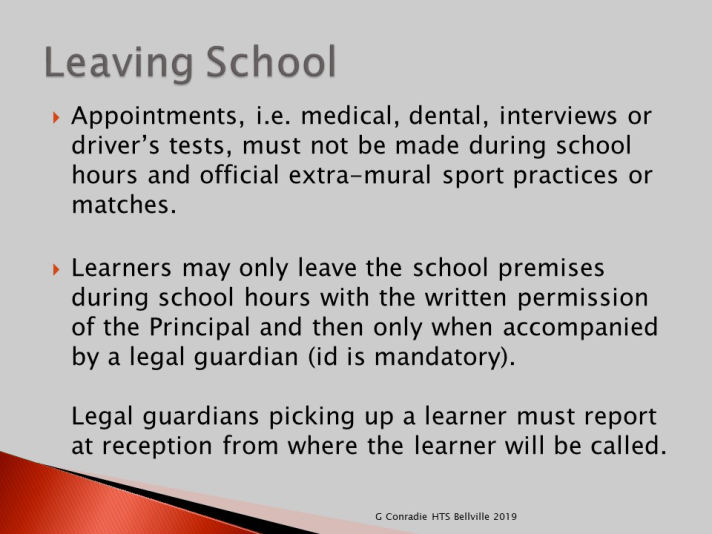 Leaving School
Appointments, i.e. medical, dental, interviews or
driver’s tests, must not be made during school
hours and official extra-mural sport practices or
matches.
Learners may only leave the school premises
during school hours with the written permission
of the Principal and then only when accompanied
by a legal guardian (id is mandatory).
Legal guardians picking up a learner must report
at reception from where the learner will be called.
G Conradie HTS Bellville 2019